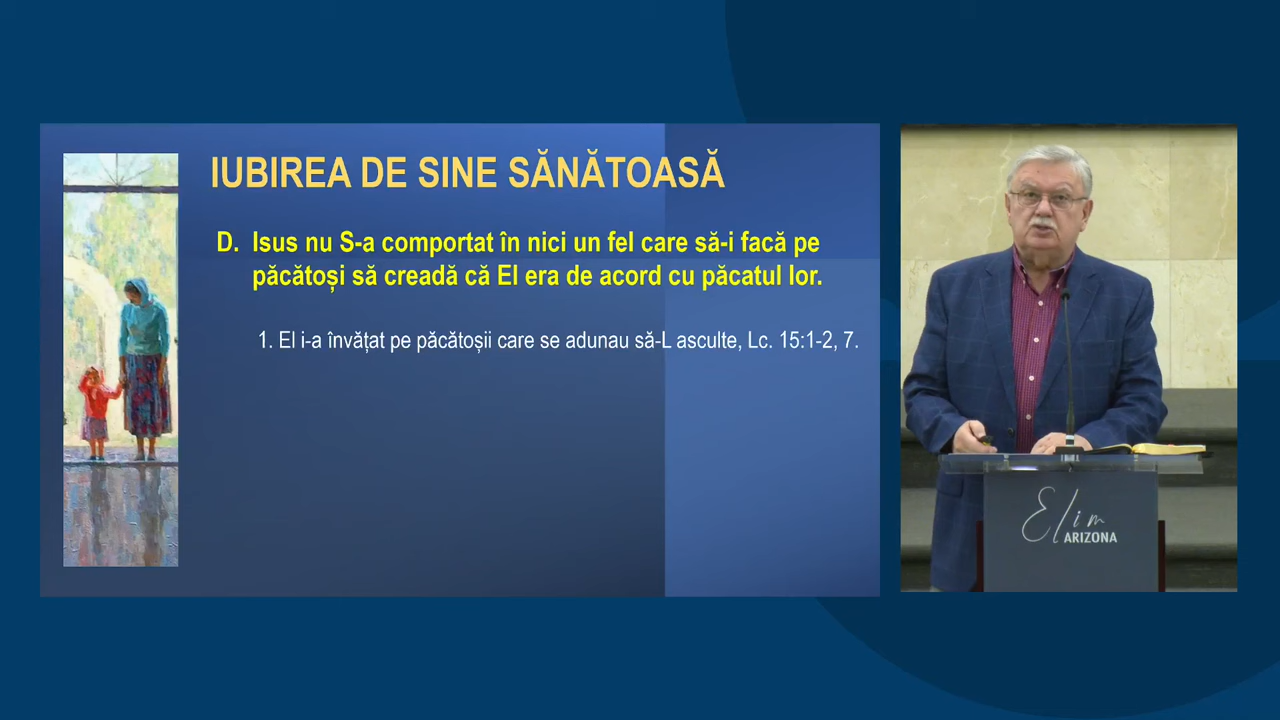 IUBIREA DE SINE SĂNĂTOASĂ
D. Isus nu S-a comportat în nici un fel care să-i facă pe
păcătoși să creadă că El era de acord cu păcatul lor.
1. El i-a învățat pe păcătoșii care se adunau să-L asculte, Lc. 15:1-2, 7.
Elim
ARIZONA